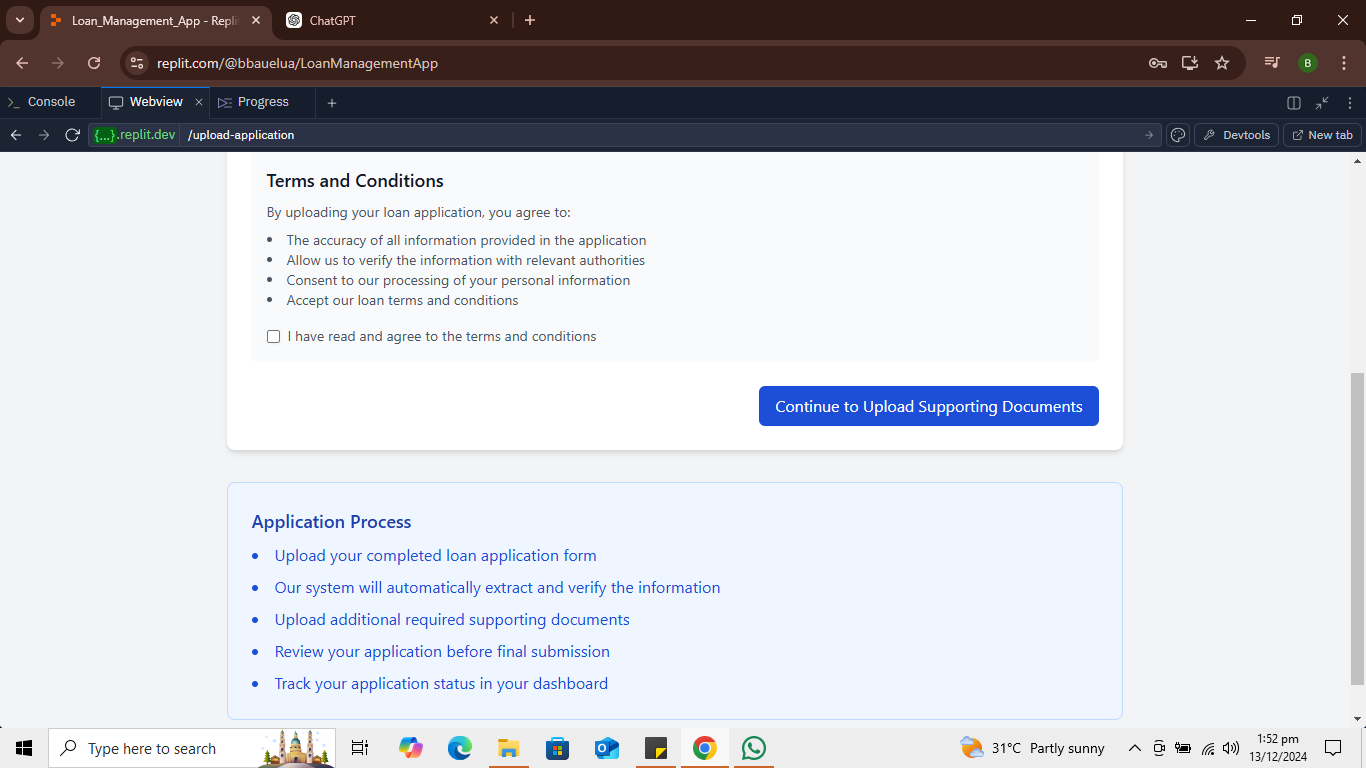 Loan_Management_App - Repli
ChatGPT
replit.com/@bbauelua/LoanManagementApp
B
Console
Webview
Progress
{...}.replit.dev
/upload-application
Devtools
New tab
Terms and Conditions
By uploading your loan application, you agree to:
• The accuracy of all information provided in the application
• Allow us to verify the information with relevant authorities
• Consent to our processing of your personal information
• Accept our loan terms and conditions
I have read and agree to the terms and conditions
Continue to Upload Supporting Documents
Application Process
• Upload your completed loan application form
• Our system will automatically extract and verify the information
• Upload additional required supporting documents
• Review your application before final submission
• Track your application status in your dashboard
Type here to search
31°C Partly sunny
1:52 pm
13/12/2024